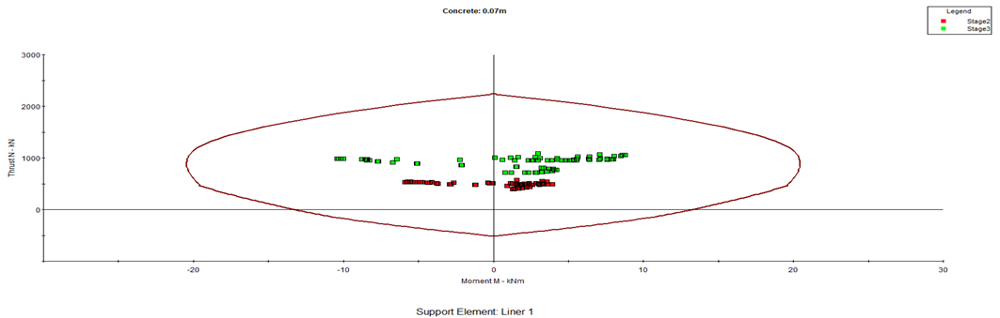 Concrete: 0.07m
Legend
Stage2
Stage3
3000
2000
1000
0
Thrust N - kN
-20
-10
0
10
20
30
Moment M - kNm
Support Element: Liner 1